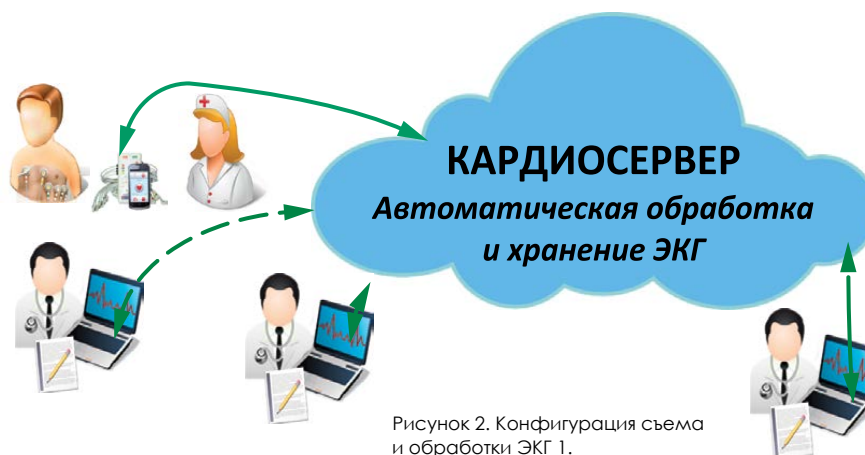 КАРДИОСЕРВЕР
Автоматическая обработка
и хранение ЭКГ
Рисунок 2. Конфигурация съема
и обработки ЭКГ 1.